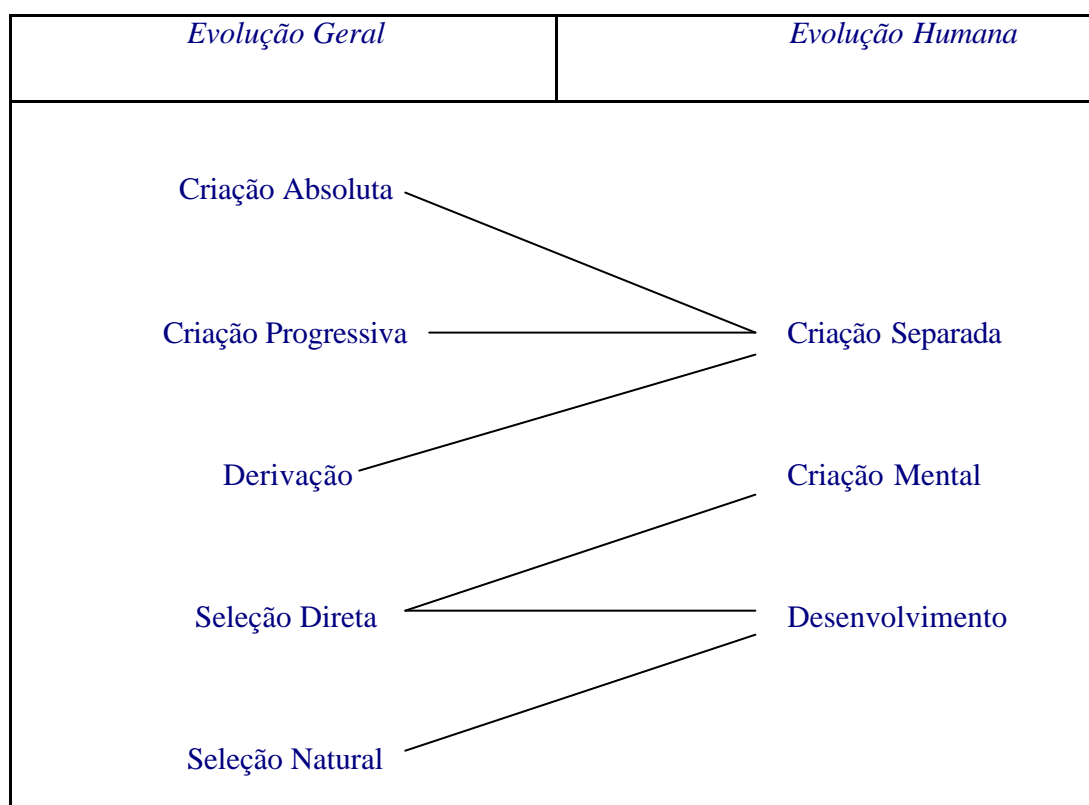 Evolução Geral
Evolução Humana
Criação Absoluta
Criação Progressiva
Criação Separada
Derivação
Criação Mental
Seleção Direta
Desenvolvimento
Seleção Natural